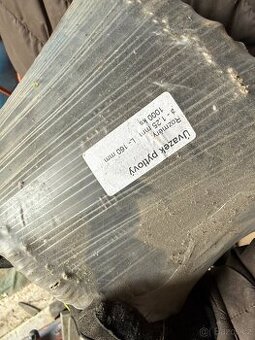 Úvazek pytlový
Rozměry
⌀ - 1,25 mm L - 160 mm
1000 ks